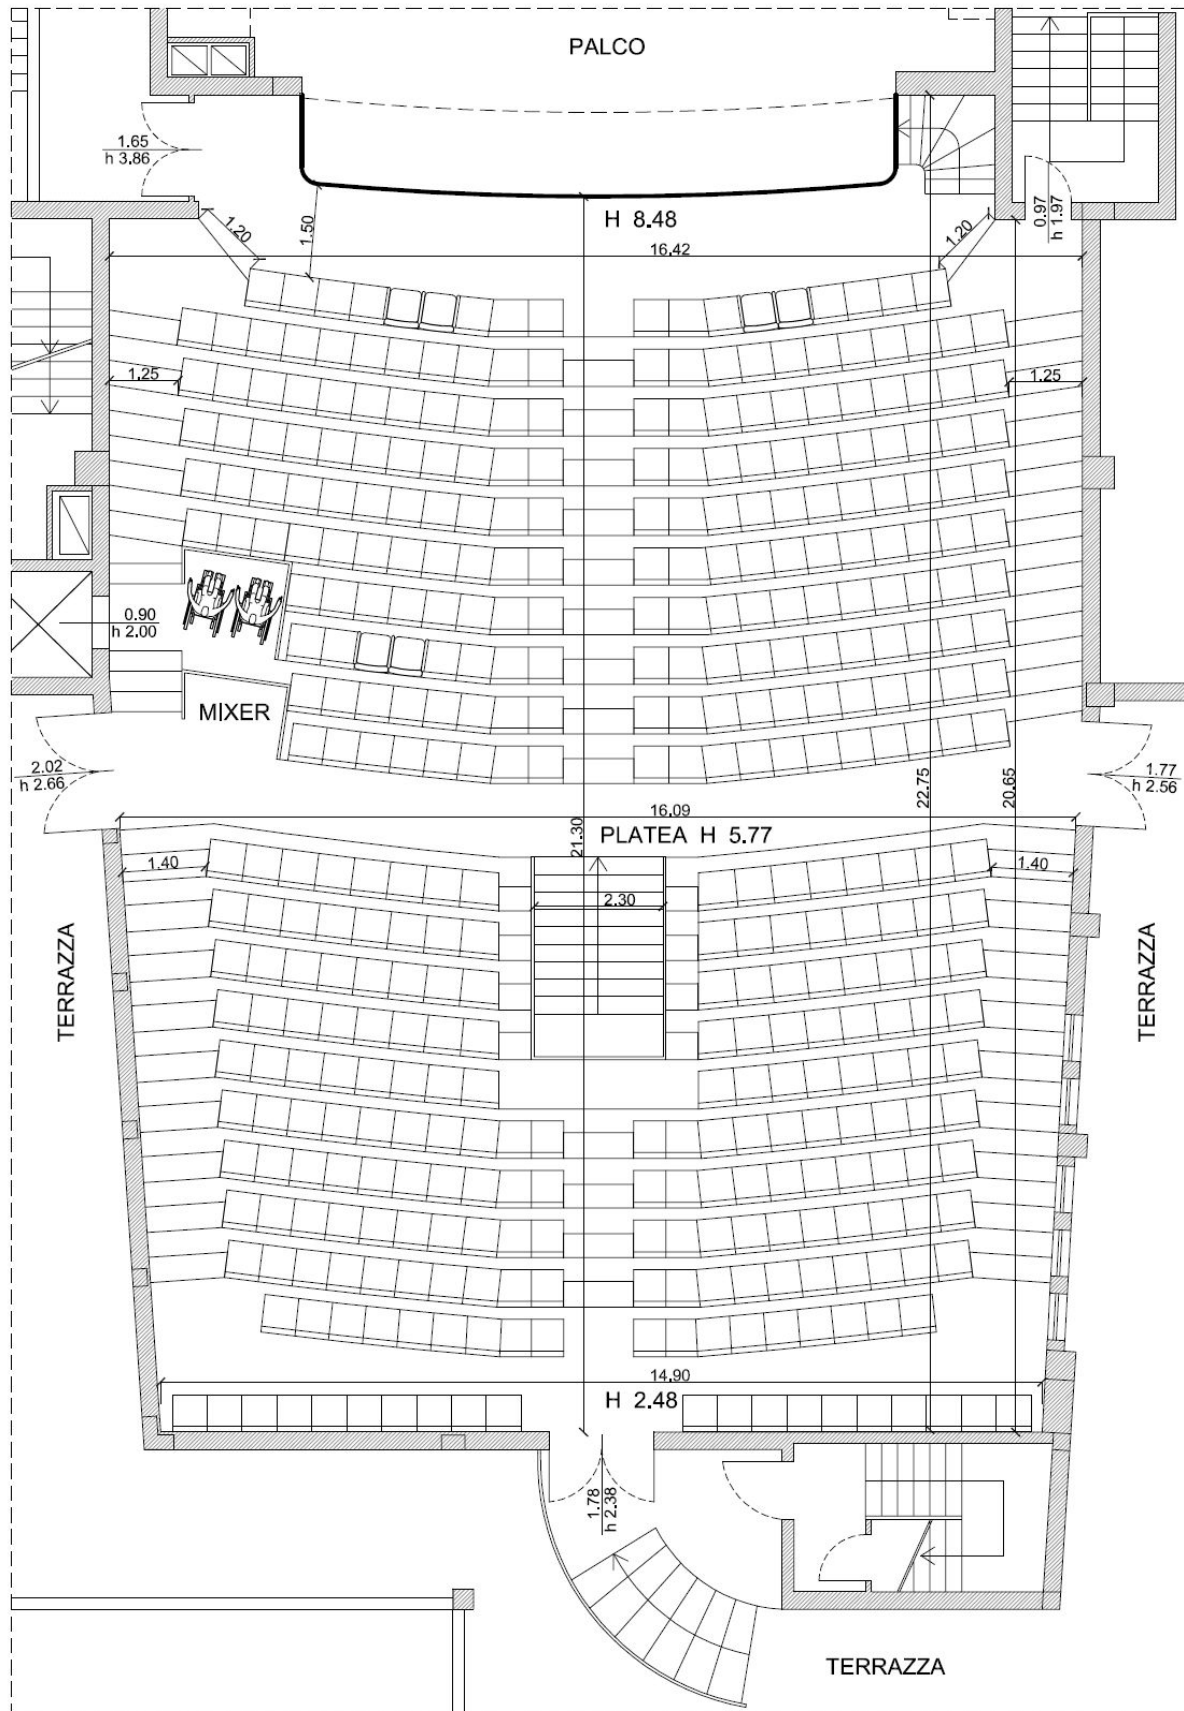 PALCO
1.65
h 3.86
0.97
h 1.97
1.20
1.50
H 8.48
1.20
16.42
1.25
1.25
0.90
h 2.00
MIXER
2.02
h 2.66
22.75
20.65
1.77
h 2.56
16.09
21.30
PLATEA H 5.77
1.40
1.40
2.30
TERRAZZA
TERRAZZA
14.90
H 2.48
1.78
h 2.38
TERRAZZA